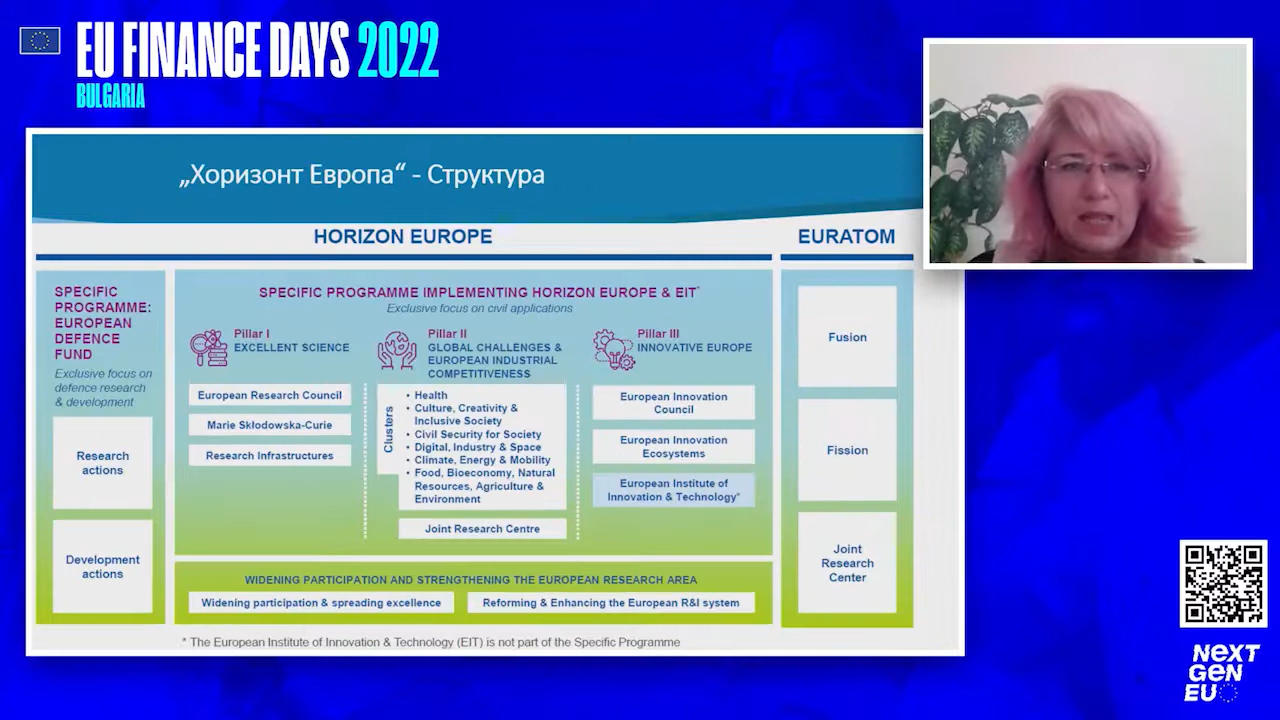 EU FINANCE DAYS 2022
BULGARIA
„Хоризонт Европа“ - Структура
HORIZON EUROPE
EURATOM
SPECIFIC
PROGRAMME:
EUROPEAN
DEFENCE
FUND
Exclusive focus on
defence research
& development
Research
actions
Development
actions
SPECIFIC PROGRAMME IMPLEMENTING HORIZON EUROPE & EIT*
Exclusive focus on civil applications
Pillar I
EXCELLENT SCIENCE
European Research Council
Marie Skłodowska-Curie
Research Infrastructures
Pillar II
GLOBAL CHALLENGES &
EUROPEAN INDUSTRIAL
COMPETITIVENESS
Clusters
• Health
• Culture, Creativity &
Inclusive Society
• Civil Security for Society
• Digital, Industry & Space
• Climate, Energy & Mobility
• Food, Bioeconomy, Natural
Resources, Agriculture &
Environment
Joint Research Centre
Pillar III
INNOVATIVE EUROPE
European Innovation
Council
European Innovation
Ecosystems
European Institute of
Innovation & Technology*
WIDENING PARTICIPATION AND STRENGTHENING THE EUROPEAN RESEARCH AREA
Widening participation & spreading excellence
Reforming & Enhancing the European R&I system
Fusion
Fission
Joint
Research
Center
* The European Institute of Innovation & Technology (EIT) is not part of the Specific Programme
NEXT
GEN
EU